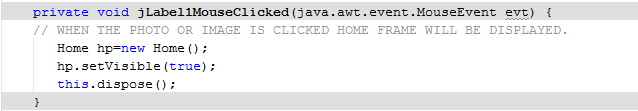 private void jLabel1MouseClicked(java.awt.event.MouseEvent evt) {
// WHEN THE PHOTO OR IMAGE IS CLICKED HOME FRAME WILL BE DISPLAYED.
Home hp=new Home();
hp.setVisible(true);
this.dispose();
}